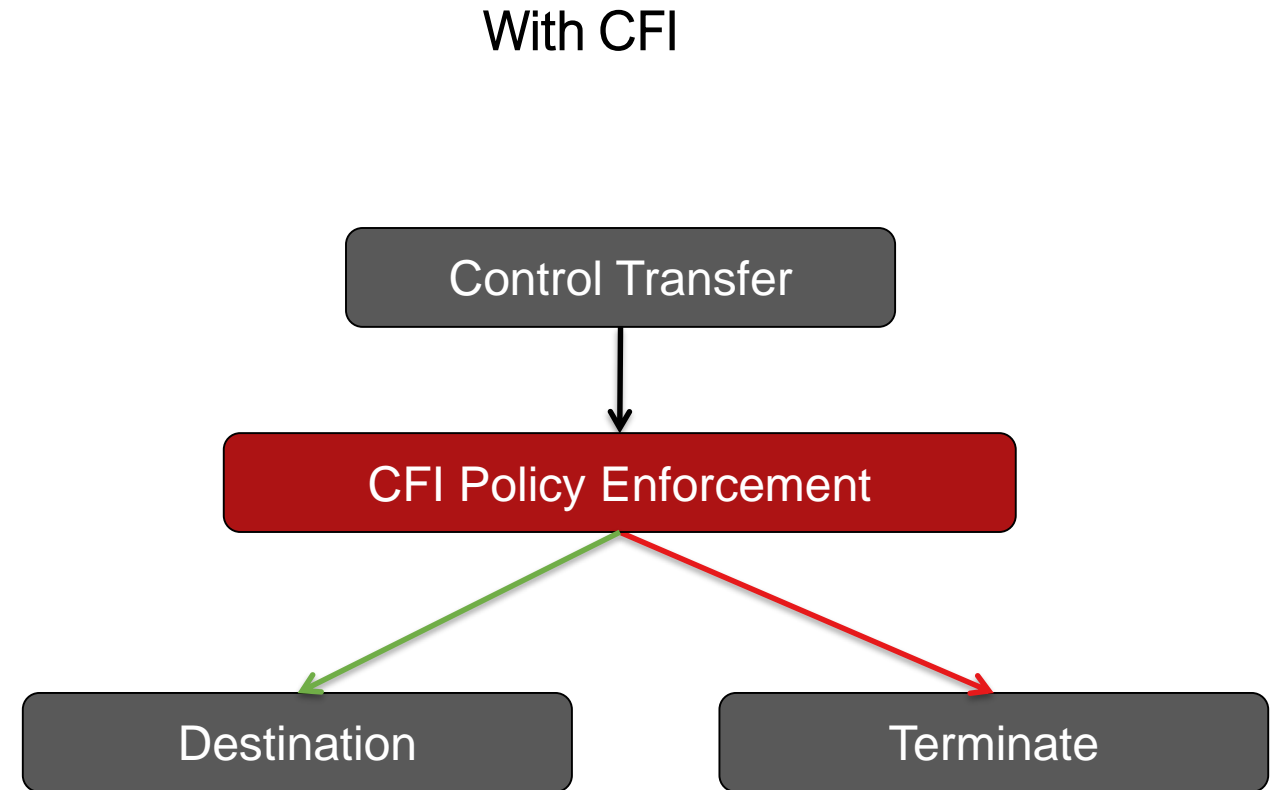 With CFI
Control Transfer
CFI Policy Enforcement
Destination
Terminate